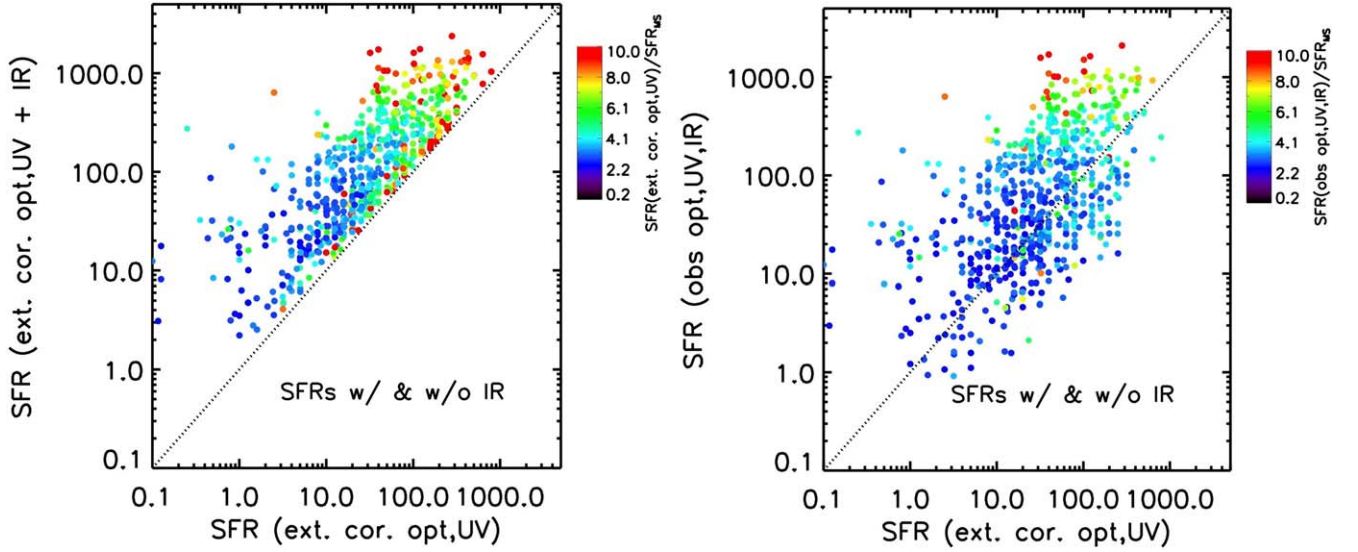 SFR (ext. cor. opt,UV + IR)
1000.0
100.0
10.0
1.0
0.1
0.1 1.0 10.0 100.0 1000.0
SFR (ext. cor. opt,UV)
SFRs w/ & w/o IR
10.0
8.0
6.1
4.1
2.2
0.2
SFR(ext. cor. opt,UV)/SFR_MS
SFR (obs opt,UV,IR)
1000.0
100.0
10.0
1.0
0.1
0.1 1.0 10.0 100.0 1000.0
SFR (ext. cor. opt,UV)
SFRs w/ & w/o IR
10.0
8.0
6.1
4.1
2.2
0.2
SFR(obs opt,UV,IR)/SFR_MS